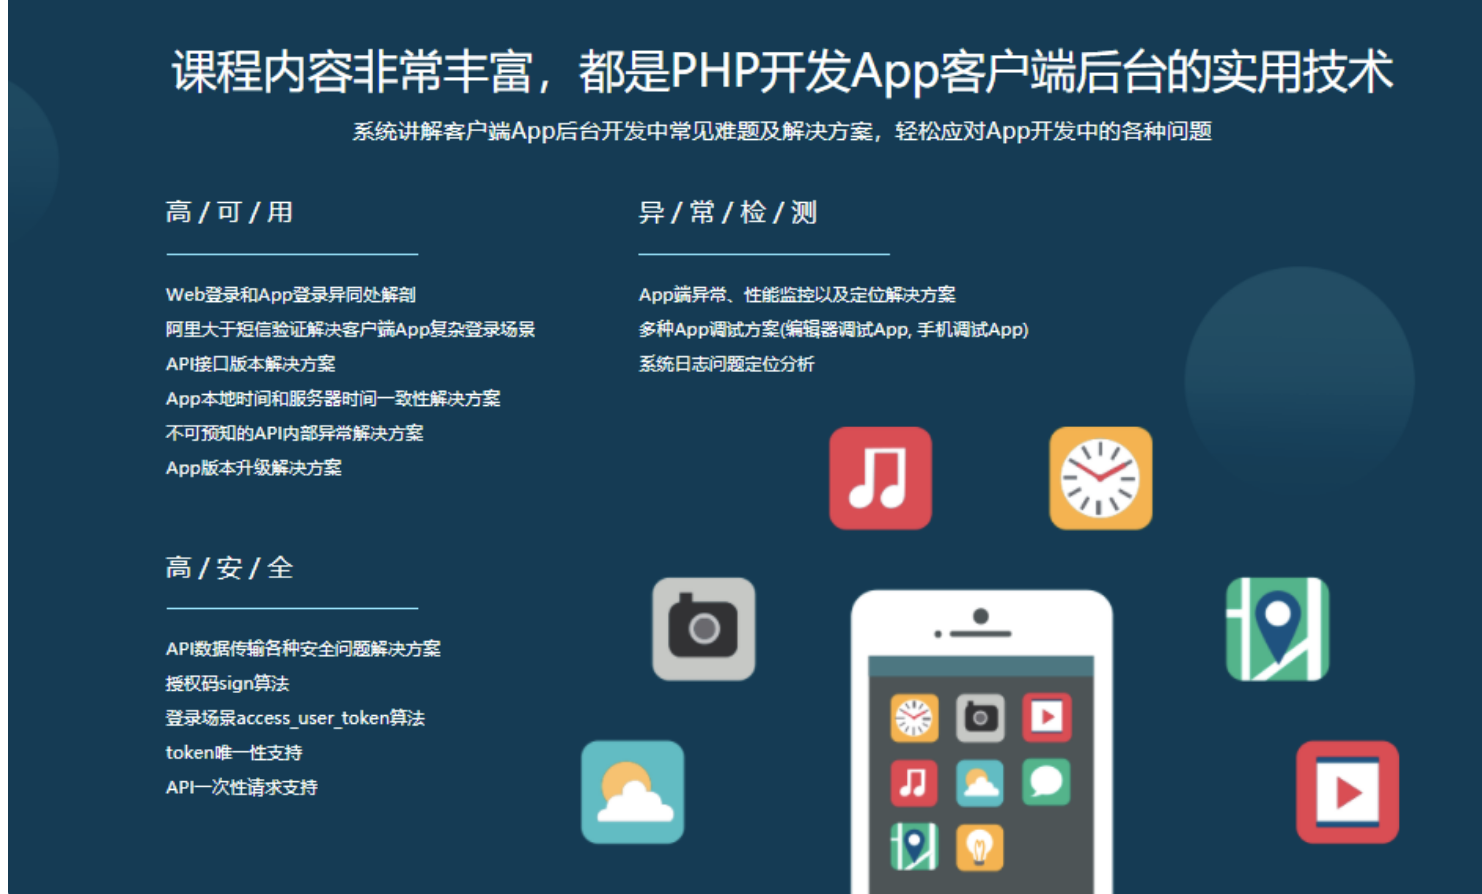 课程内容非常丰富，都是PHP开发App客户端后台的实用技术
系统讲解客户端App后台开发中常见难题及解决方案，轻松应对App开发中的各种问题
高 / 可 / 用
Web登录和App登录异同处解剖
阿里大于短信验证解决客户端App复杂登录场景
API接口版本解决方案
App本地时间和服务器时间一致性解决方案
不可预知的API内部异常解决方案
App版本升级解决方案
异 / 常 / 检 / 测
App端异常、性能监控以及定位解决方案
多种App调试方案(编辑器调试App, 手机调试App)
系统日志问题定位分析
高 / 安 / 全
API数据传输各种安全问题解决方案
授权码sign算法
登录场景access_user_token算法
token唯一性支持
API一次性请求支持